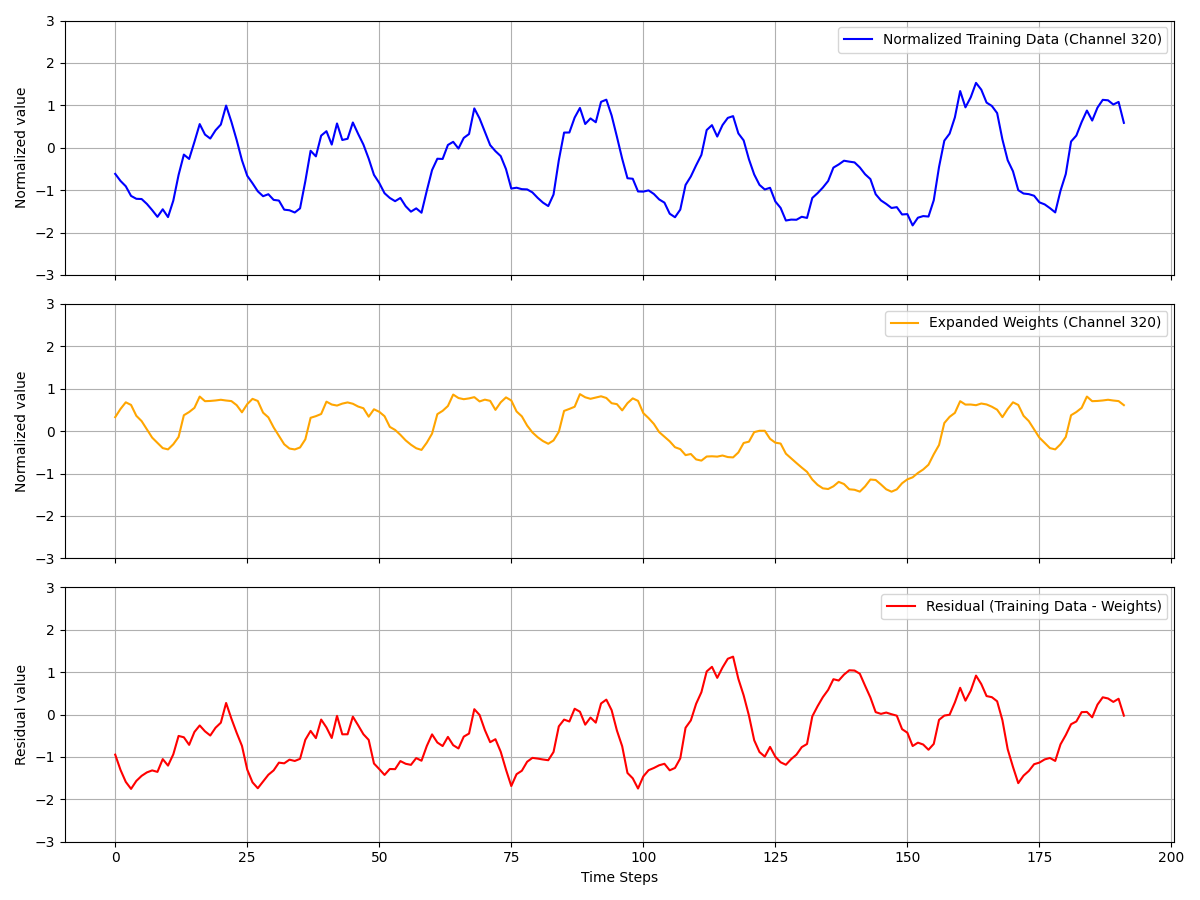 3
2
1
0
−1
−2
−3
Normalized value
Normalized Training Data (Channel 320)
3
2
1
0
−1
−2
−3
Normalized value
Expanded Weights (Channel 320)
3
2
1
0
−1
−2
−3
Residual value
Residual (Training Data - Weights)
0 25 50 75 100 125 150 175 200
Time Steps